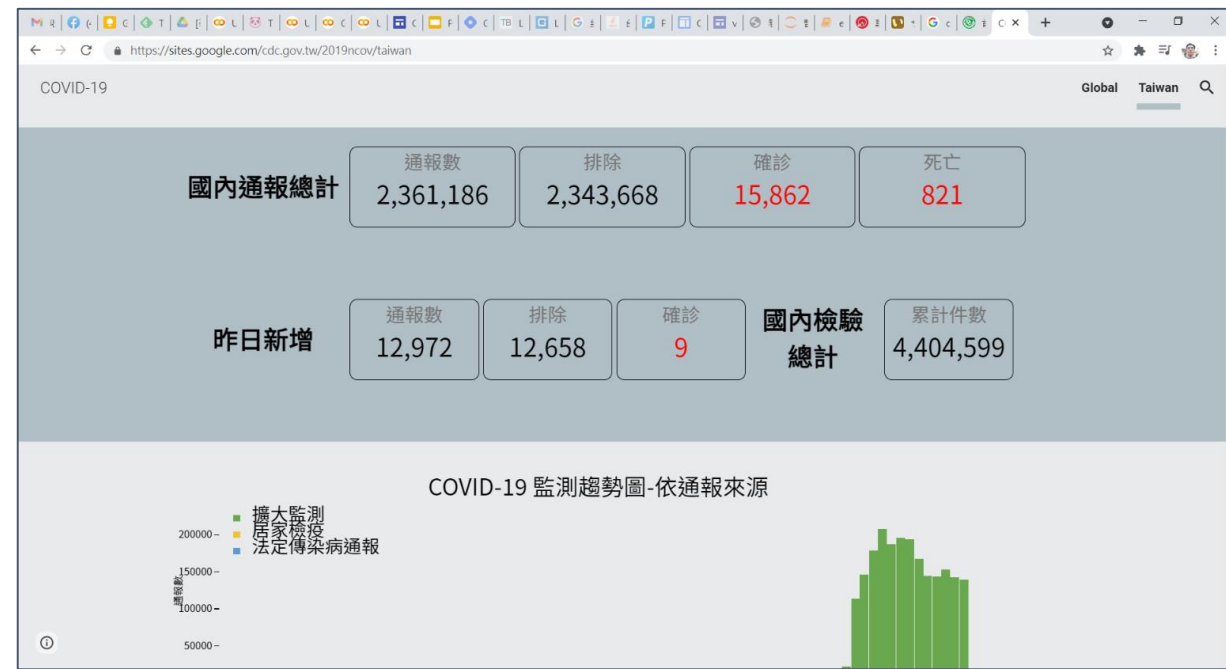 https://sites.google.com/cdc.gov.tw/2019ncov/taiwan
COVID-19
Global Taiwan
國內通報總計
通報數 排除 確診 死亡
2,361,186 2,343,668 15,862 821
昨日新增
通報數 排除 確診
12,972 12,658 9
國內檢驗
總計
累計件數
4,404,599
COVID-19 監測趨勢圖-依通報來源
擴大監測
居家檢疫
法定傳染病通報
通報數
200000
150000
100000
50000